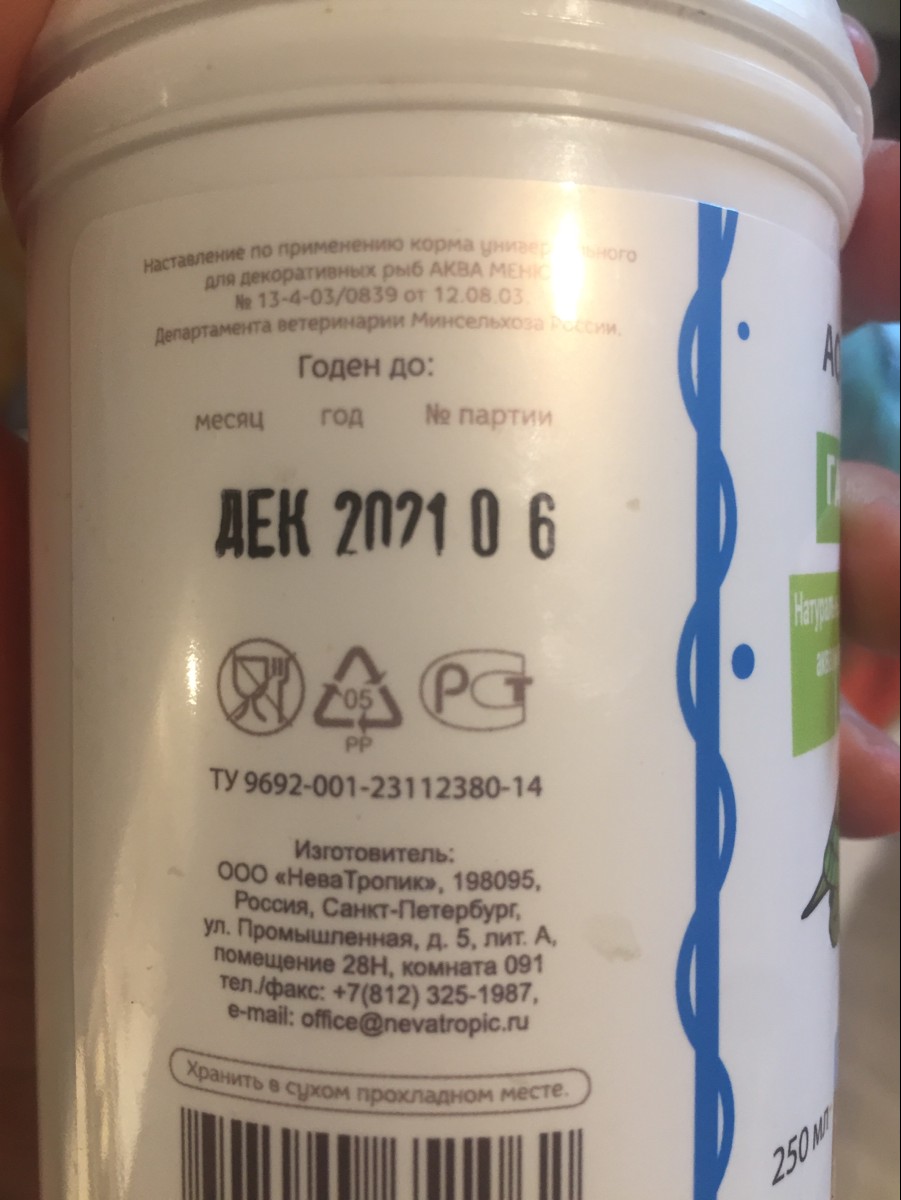 Наставление по применению корма
для декоративных рыб АКВА
№ 13-4-03/0839 от 12.08.03.
Департамента ветеринарии Минсельхоза России.
Годен до:
месяц год № партии
ДЕК 2021 0 6
05
PP
РСТ
ТУ 9692-001-23112380-14
Изготовитель:
ООО «НеваТропик», 198095,
Россия, Санкт-Петербург,
ул. Промышленная, д. 5, лит. А,
помещение 28Н, комната 091
тел./факс: +7(812) 325-1987,
e-mail: office@nevatropic.ru
Хранить в сухом прохладном месте.
250 мл